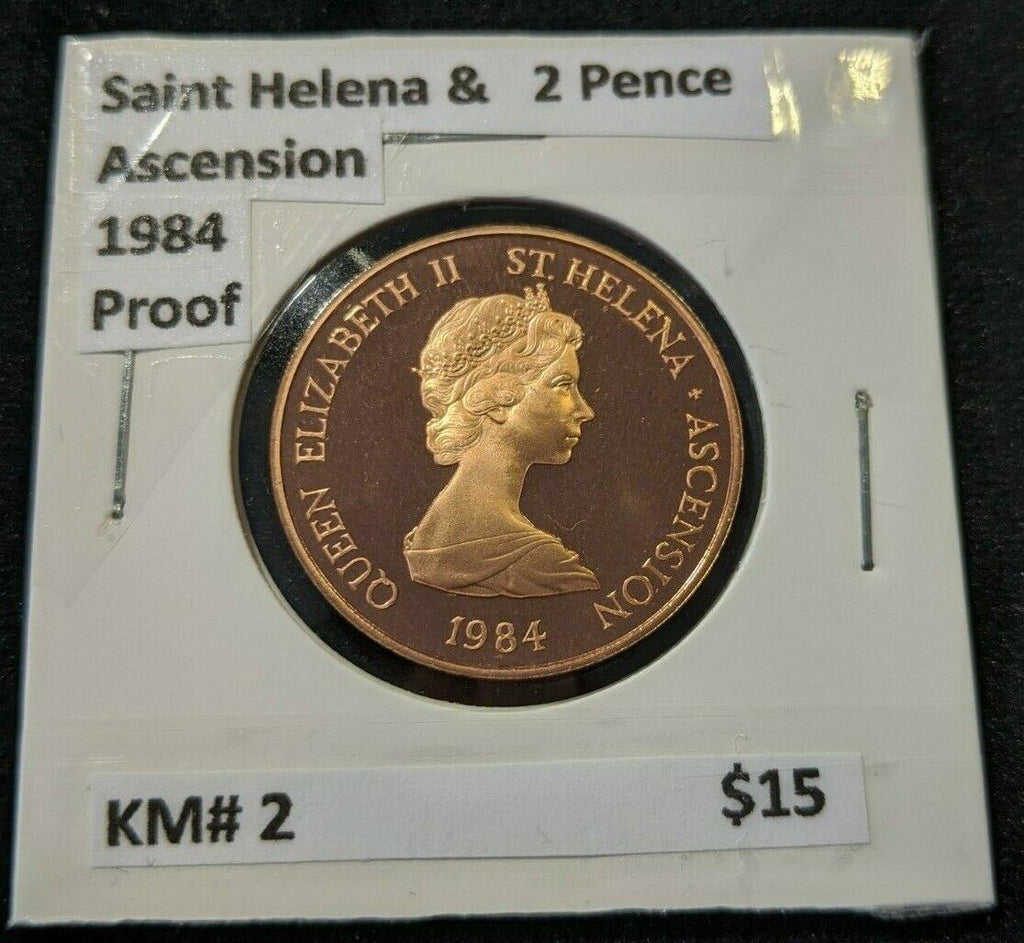 Saint Helena & 2 Pence
Ascension
1984
Proof
QUEEN ELIZABETH II ST. HELENA * ASCENSION
1984
KM# 2 $15